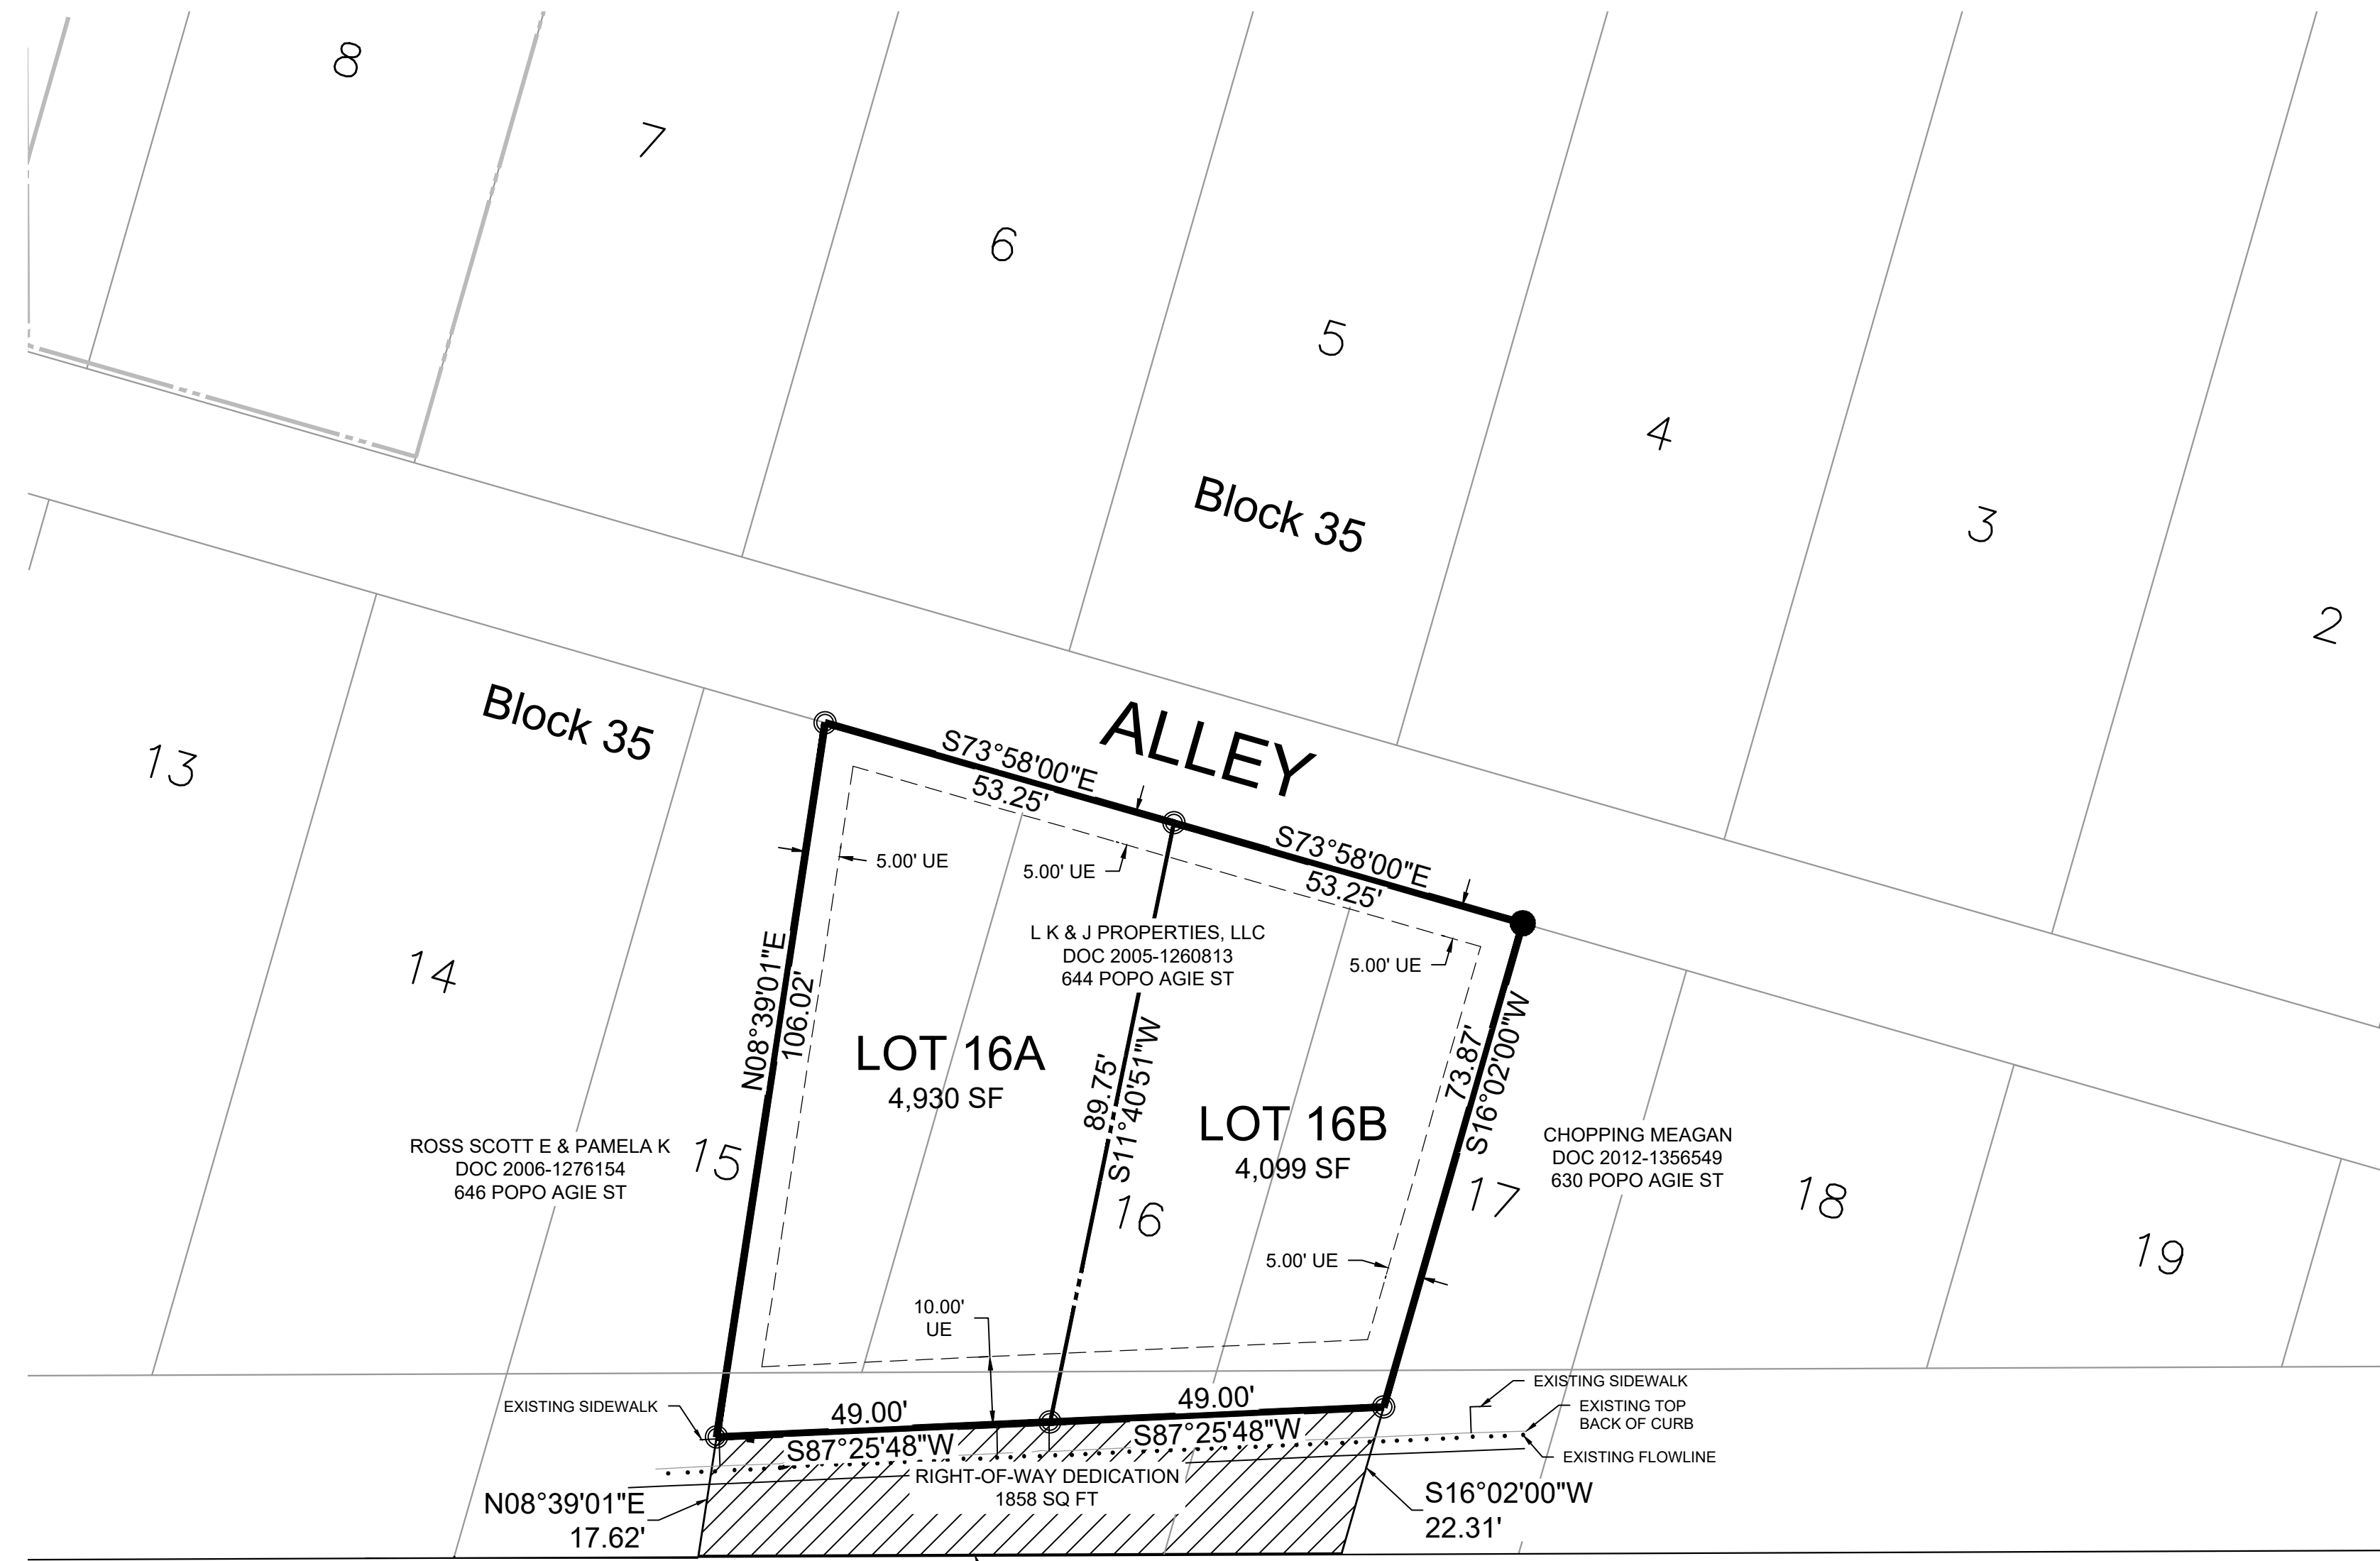 8
7
6
5
4
3
2
Block 35
Block 35
ALLEY
13
14
15
16
17
18
19
S73°58'00"E
53.25'
S73°58'00"E
53.25'
5.00' UE
5.00' UE
5.00' UE
L K & J PROPERTIES, LLC
DOC 2005-1260813
644 POPO AGIE ST
N08°39'01"E
106.02'
LOT 16A
4,930 SF
89.75'
S11°40'51"W
LOT 16B
4,099 SF
73.87'
S16°02'00"W
ROSS SCOTT E & PAMELA K
DOC 2006-1276154
646 POPO AGIE ST
CHOPPING MEAGAN
DOC 2012-1356549
630 POPO AGIE ST
5.00' UE
10.00'
UE
EXISTING SIDEWALK
49.00'
S87°25'48"W
49.00'
S87°25'48"W
EXISTING SIDEWALK
EXISTING TOP
BACK OF CURB
EXISTING FLOWLINE
RIGHT-OF-WAY DEDICATION
1858 SQ FT
N08°39'01"E
17.62'
S16°02'00"W
22.31'